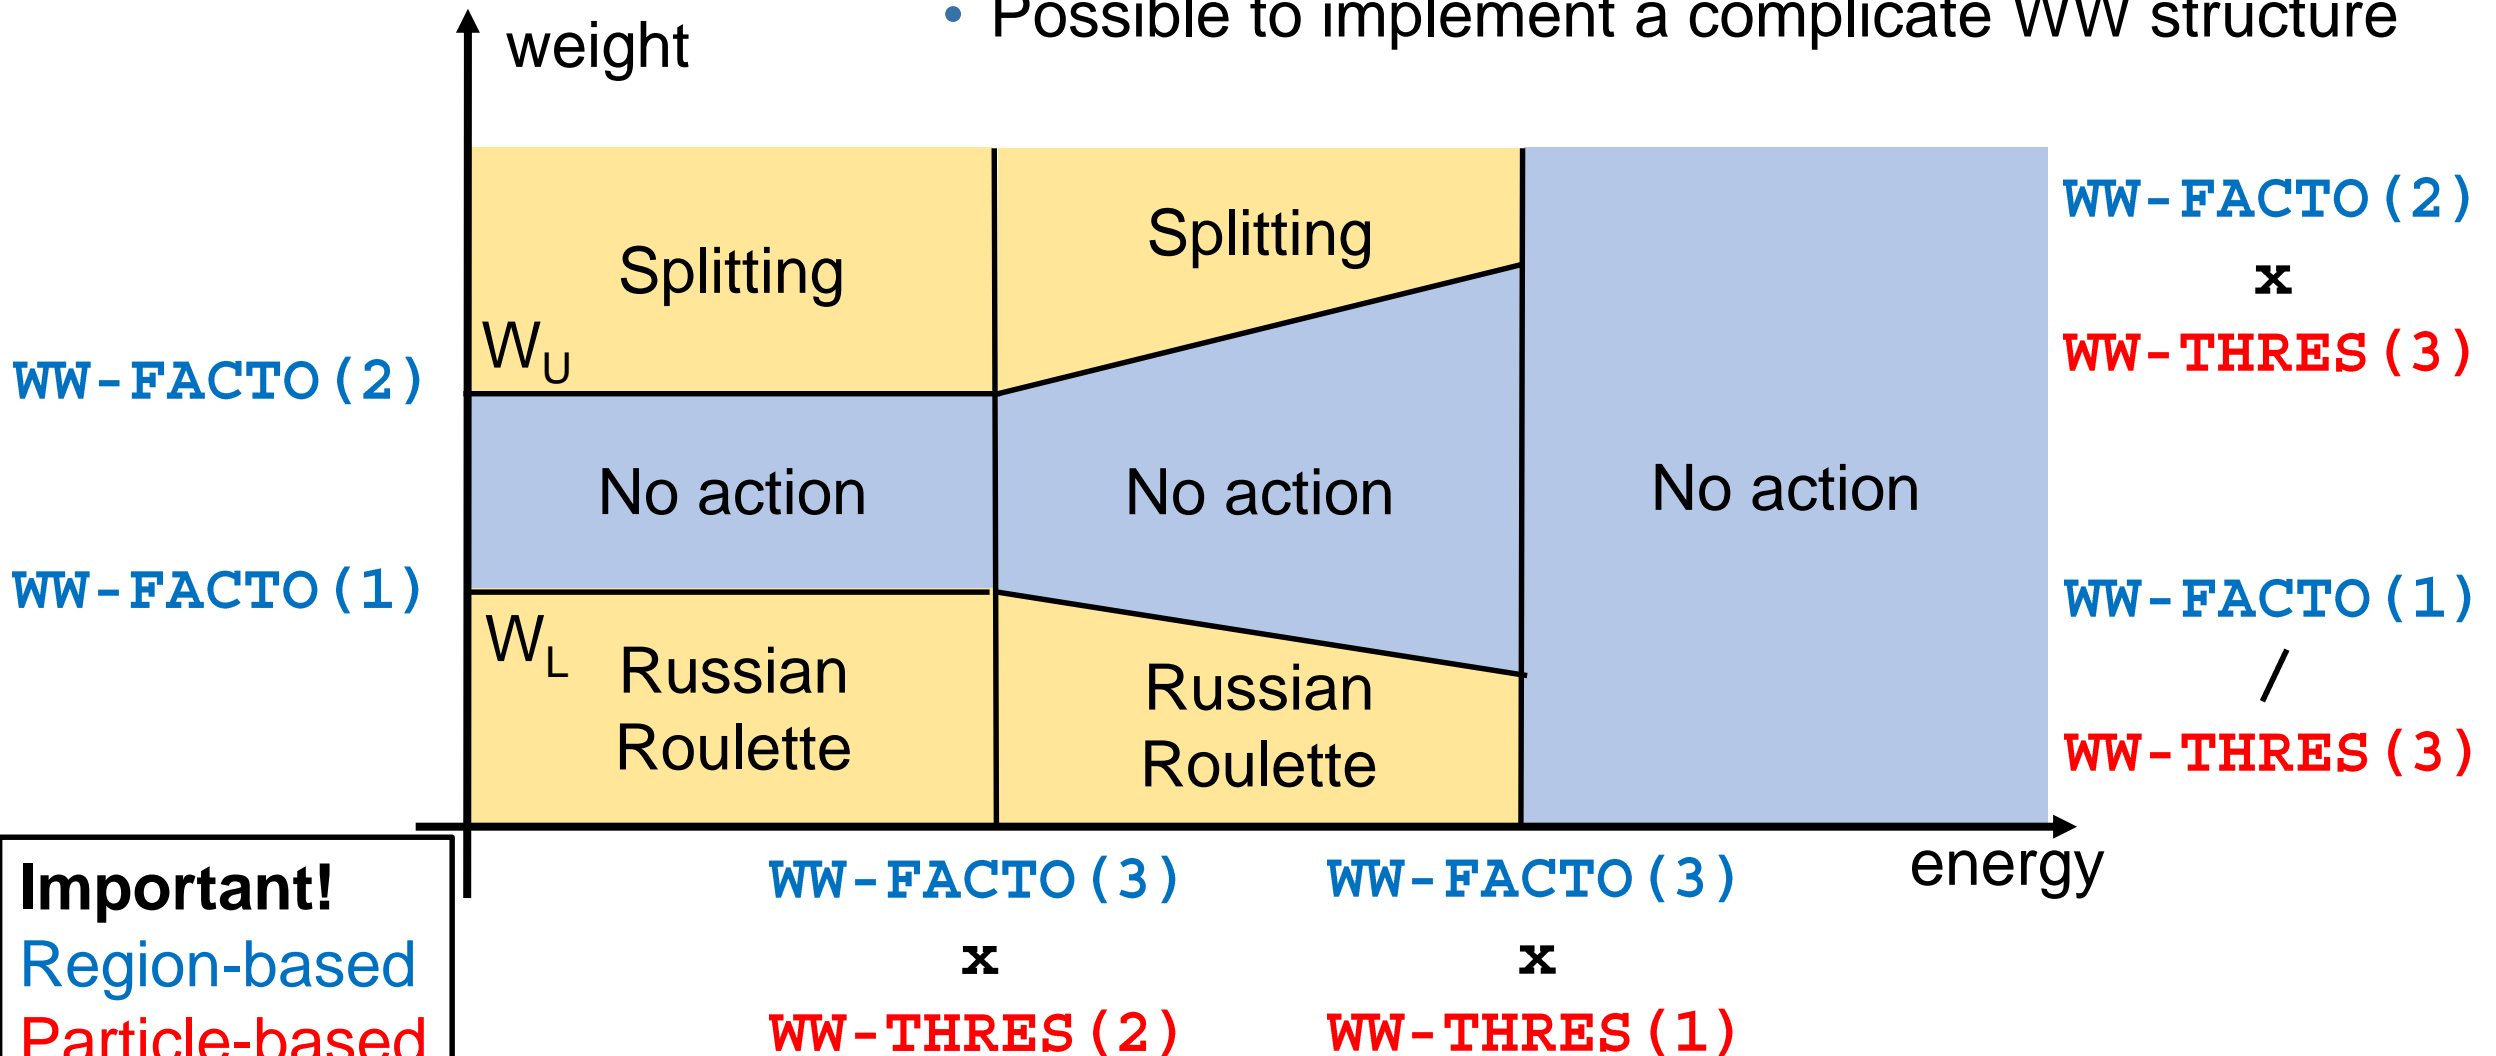 • Possible to implement a complicate WW structure
weight
Splitting
Splitting
WW-FACTO(2)
x
WW-THRES(3)
WU
WW-FACTO(2)
No action
No action
No action
WW-FACTO(1)
WW-FACTO(1)
/
WW-THRES(3)
WL
Russian
Roulette
Russian
Roulette
energy
WW-FACTO(3)
x
WW-THRES(2)
WW-FACTO(3)
x
WW-THRES(1)
Important!
Region-based
Particle-based